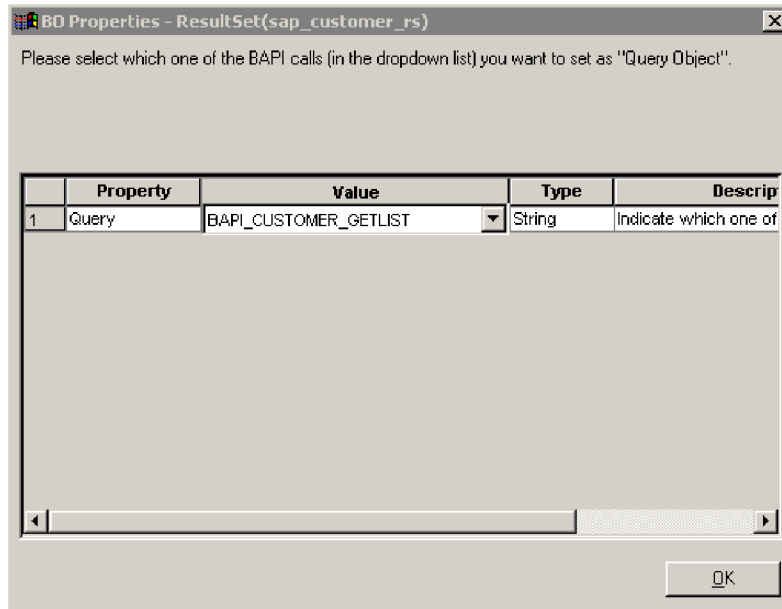 BO Properties - ResultSet(sap_customer_rs)
Please select which one of the BAPI calls (in the dropdown list) you want to set as "Query Object".
Property Value Type Descrip
1 Query BAPI_CUSTOMER_GETLIST String Indicate which one of
OK